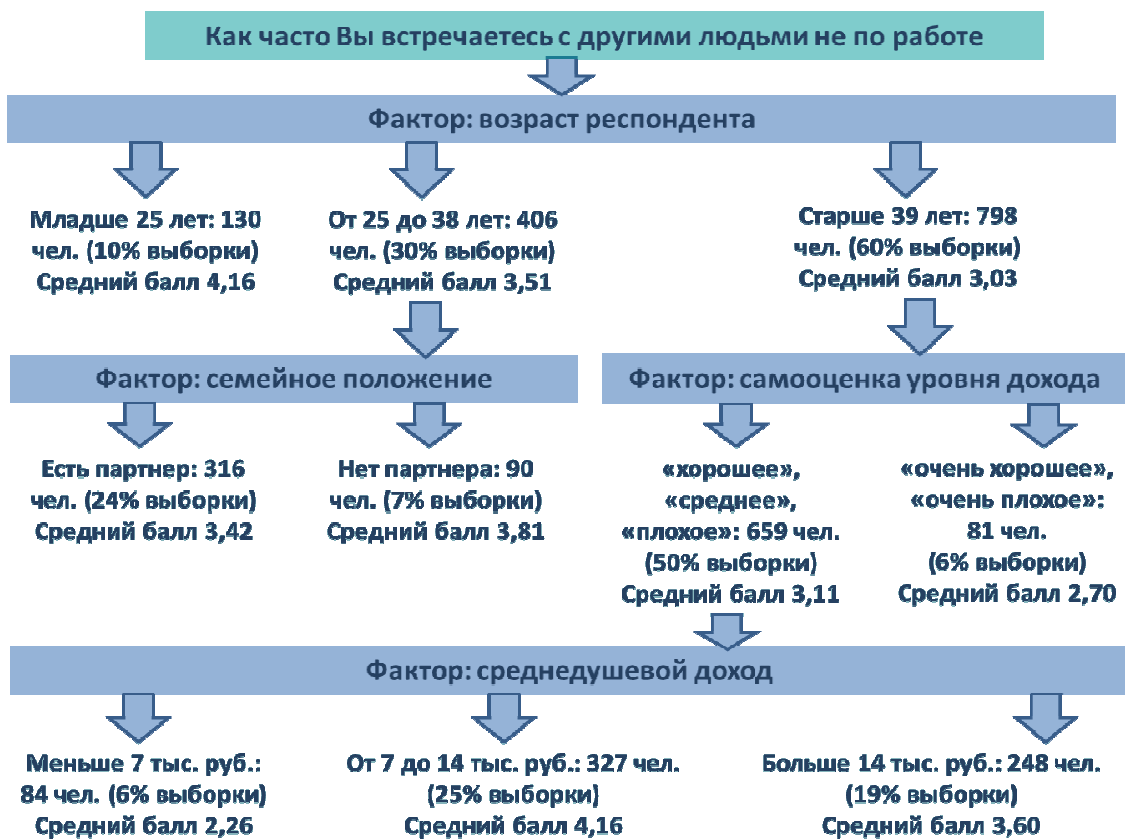 Как часто Вы встречаетесь с другими людьми не по работе
Фактор: возраст респондента
Младше 25 лет: 130
чел. (10% выборки)
Средний балл 4,16
От 25 до 38 лет: 406
чел. (30% выборки)
Средний балл 3,51
Старше 39 лет: 798
чел. (60% выборки)
Средний балл 3,03
Фактор: семейное положение
Фактор: самооценка уровня дохода
Есть партнер: 316
чел. (24% выборки)
Средний балл 3,42
Нет партнера: 90
чел. (7% выборки)
Средний балл 3,81
«хорошее»,
«среднее»,
«плохое»: 659 чел.
(50% выборки)
Средний балл 3,11
«очень хорошее»,
«очень плохое»:
81 чел.
(6% выборки)
Средний балл 2,70
Фактор: среднедушевой доход
Меньше 7 тыс. руб.:
84 чел. (6% выборки)
Средний балл 2,26
От 7 до 14 тыс. руб.: 327 чел.
(25% выборки)
Средний балл 4,16
Больше 14 тыс. руб.: 248 чел.
(19% выборки)
Средний балл 3,60